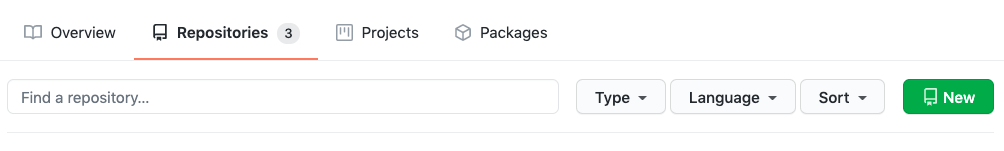 Overview Repositories 3 Projects Packages
Find a repository... Type Language Sort New